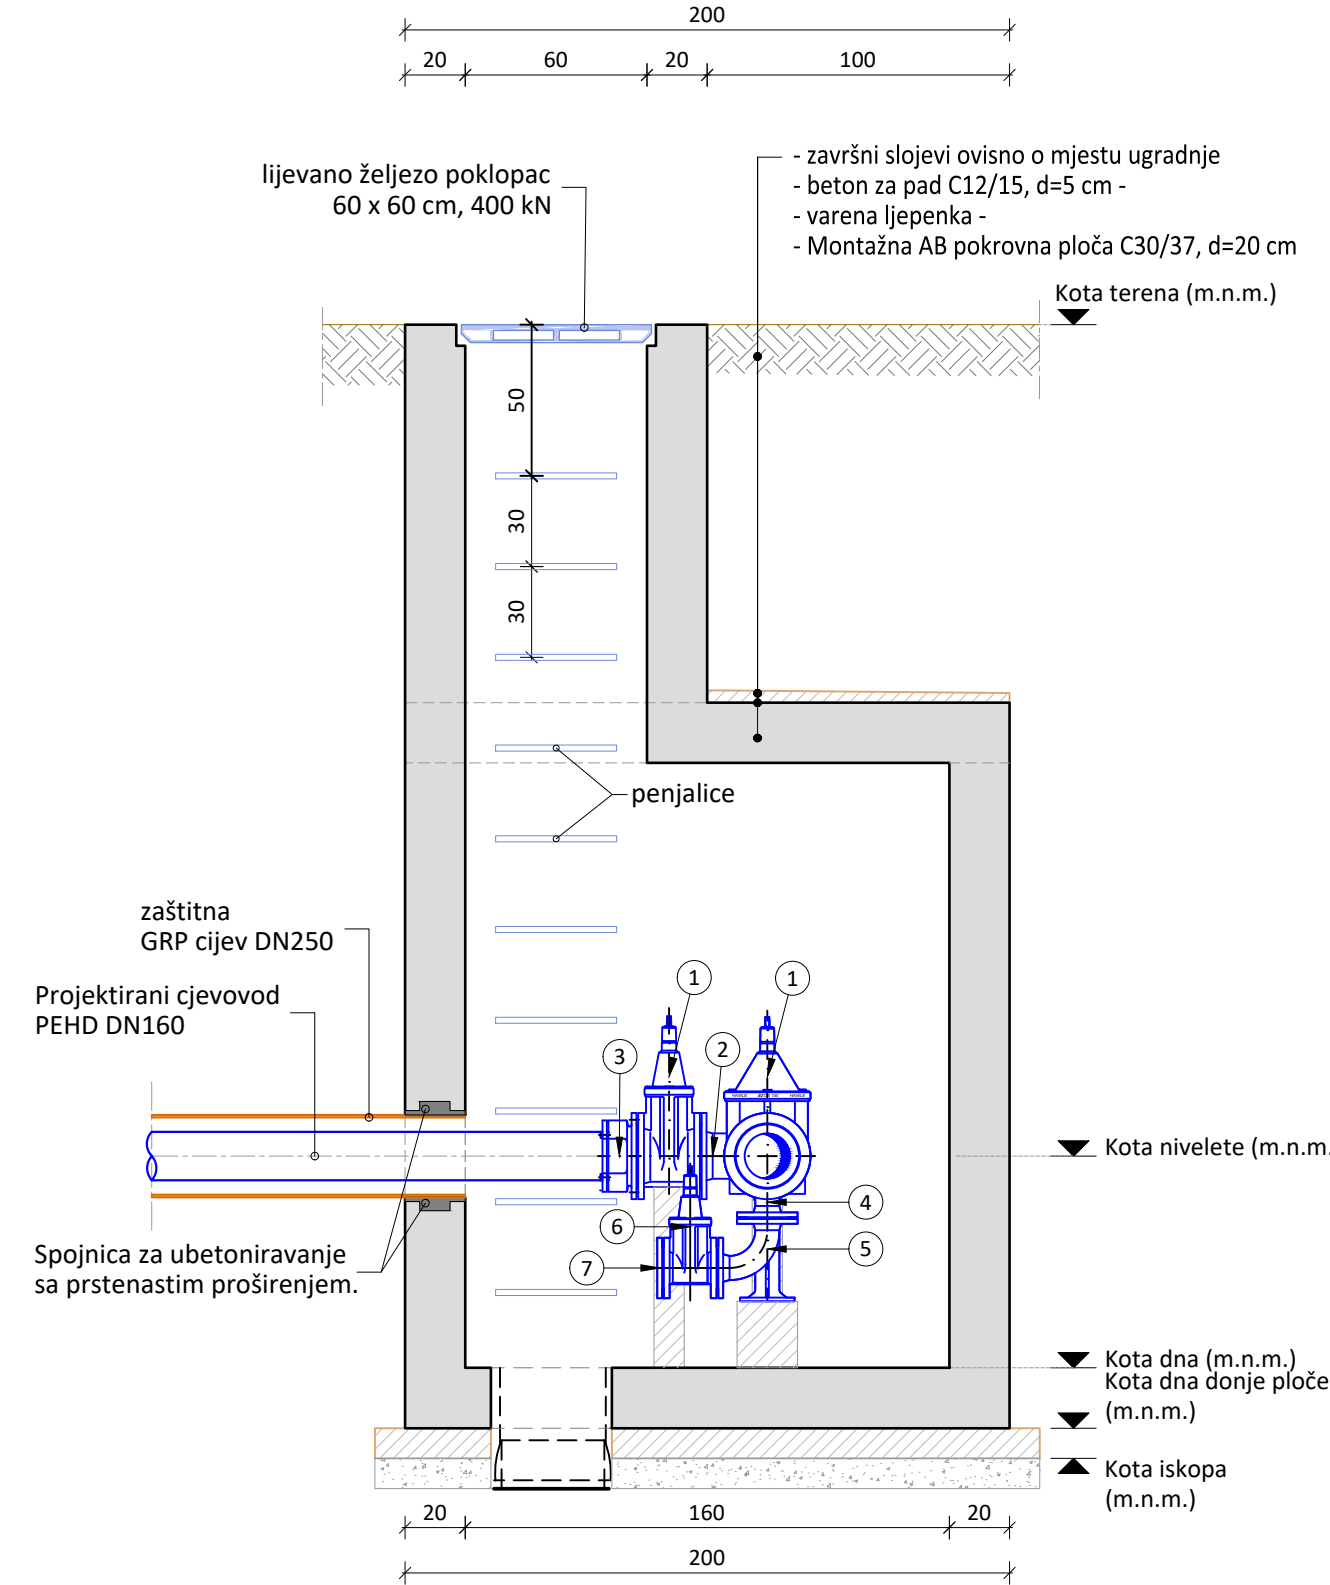 200
20 60 20 100
lijevano željezo poklopac
60 x 60 cm, 400 kN
- završni slojevi ovisno o mjestu ugradnje
- beton za pad C12/15, d=5 cm -
- varena ljepenka -
- Montažna AB pokrovna ploča C30/37, d=20 cm
Kota terena (m.n.m.)
50
30
30
penjalice
zaštitna
GRP cijev DN250
Projektirani cjevovod
PEHD DN160
1
1
3
2
Kota nivelete (m.n.m.
4
6
5
7
Spojnica za ubetoniravanje
sa prstenastim proširenjem.
Kota dna (m.n.m.)
Kota dna donje ploče
(m.n.m.)
Kota iskopa
(m.n.m.)
20 160 20
200